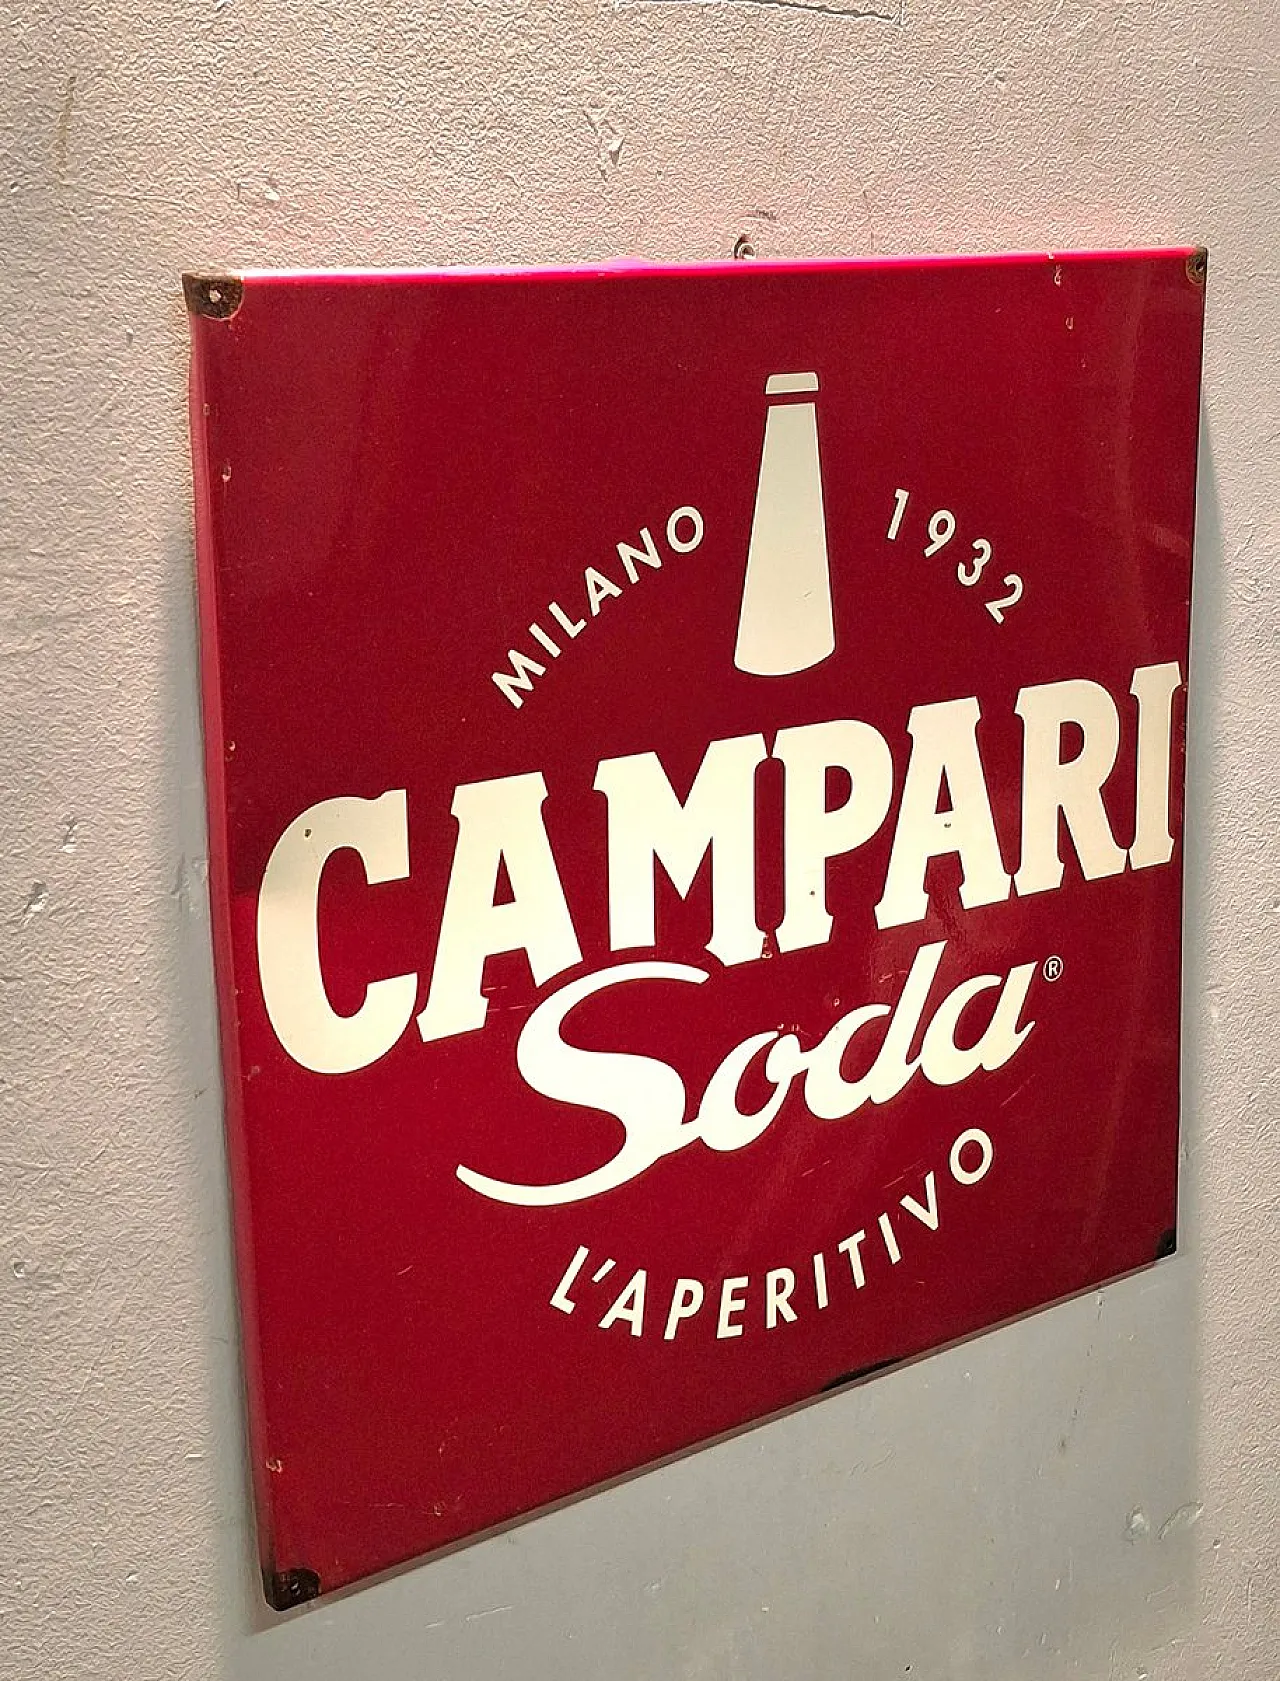 MILANO 1932
CAMPARI
Soda®
L'APERITIVO